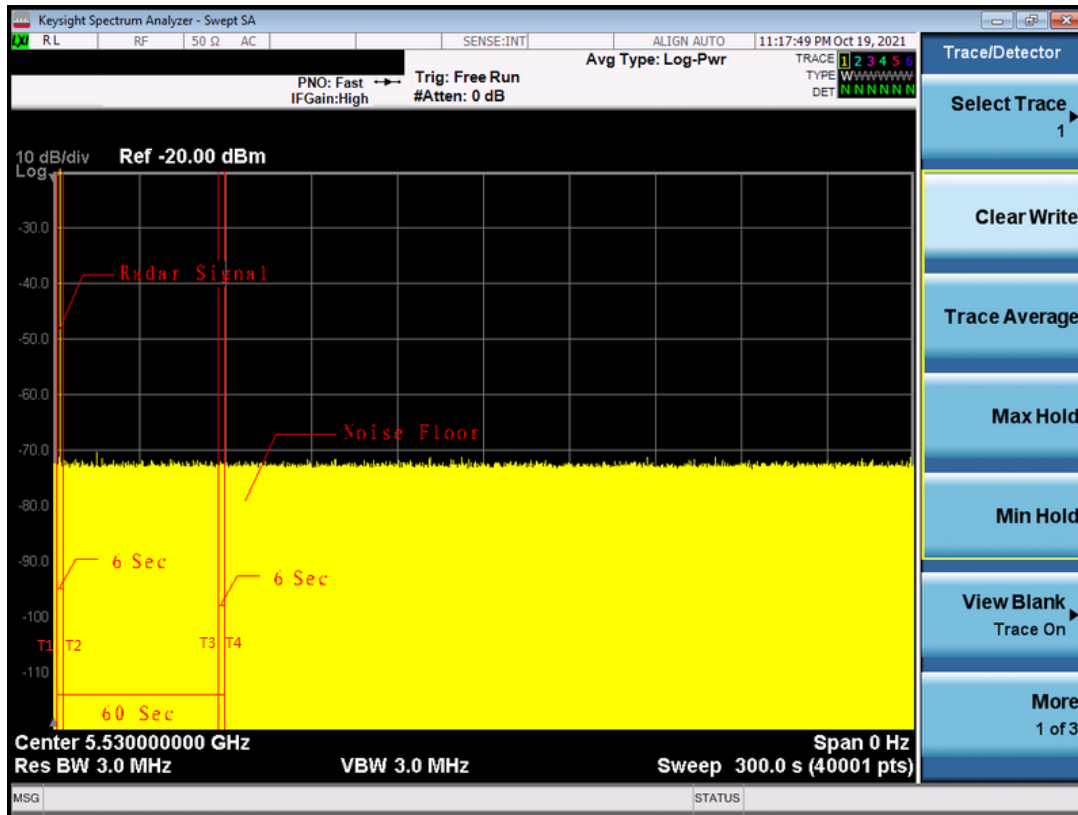 Keysight Spectrum Analyzer - Swept SA
LXI RL RF 50 Ω AC SENSE:INT ALIGN AUTO 11:17:49 PM Oct 19, 2021
PNO: Fast Trig: Free Run Avg Type: Log-Pwr TRACE 1 2 3 4 5 6
IFGain:High #Atten: 0 dB TYPE WWWWWW
DET N N N N N N
10 dB/div Ref -20.00 dBm
Log
-30.0
-40.0
-50.0
-60.0
-70.0
-80.0
-90.0
-100
-110
Radar Signal
Noise Floor
6 Sec
6 Sec
T1 T2 T3 T4
60 Sec
Center 5.530000000 GHz Span 0 Hz
Res BW 3.0 MHz VBW 3.0 MHz Sweep 300.0 s (40001 pts)
MSG STATUS
Trace/Detector
Select Trace
1
Clear Write
Trace Average
Max Hold
Min Hold
View Blank
Trace On
More
1 of 3